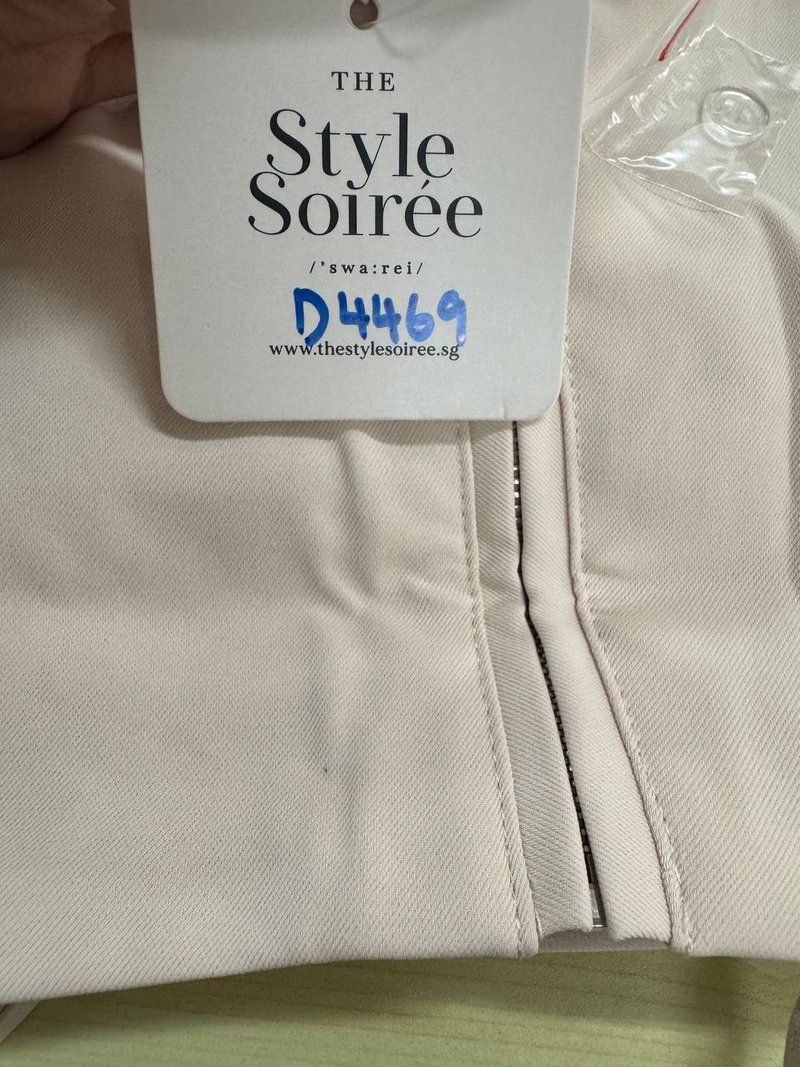 THE
Style
Soirée
/'swa:rei/
D4469
www.thestylesoiree.sg